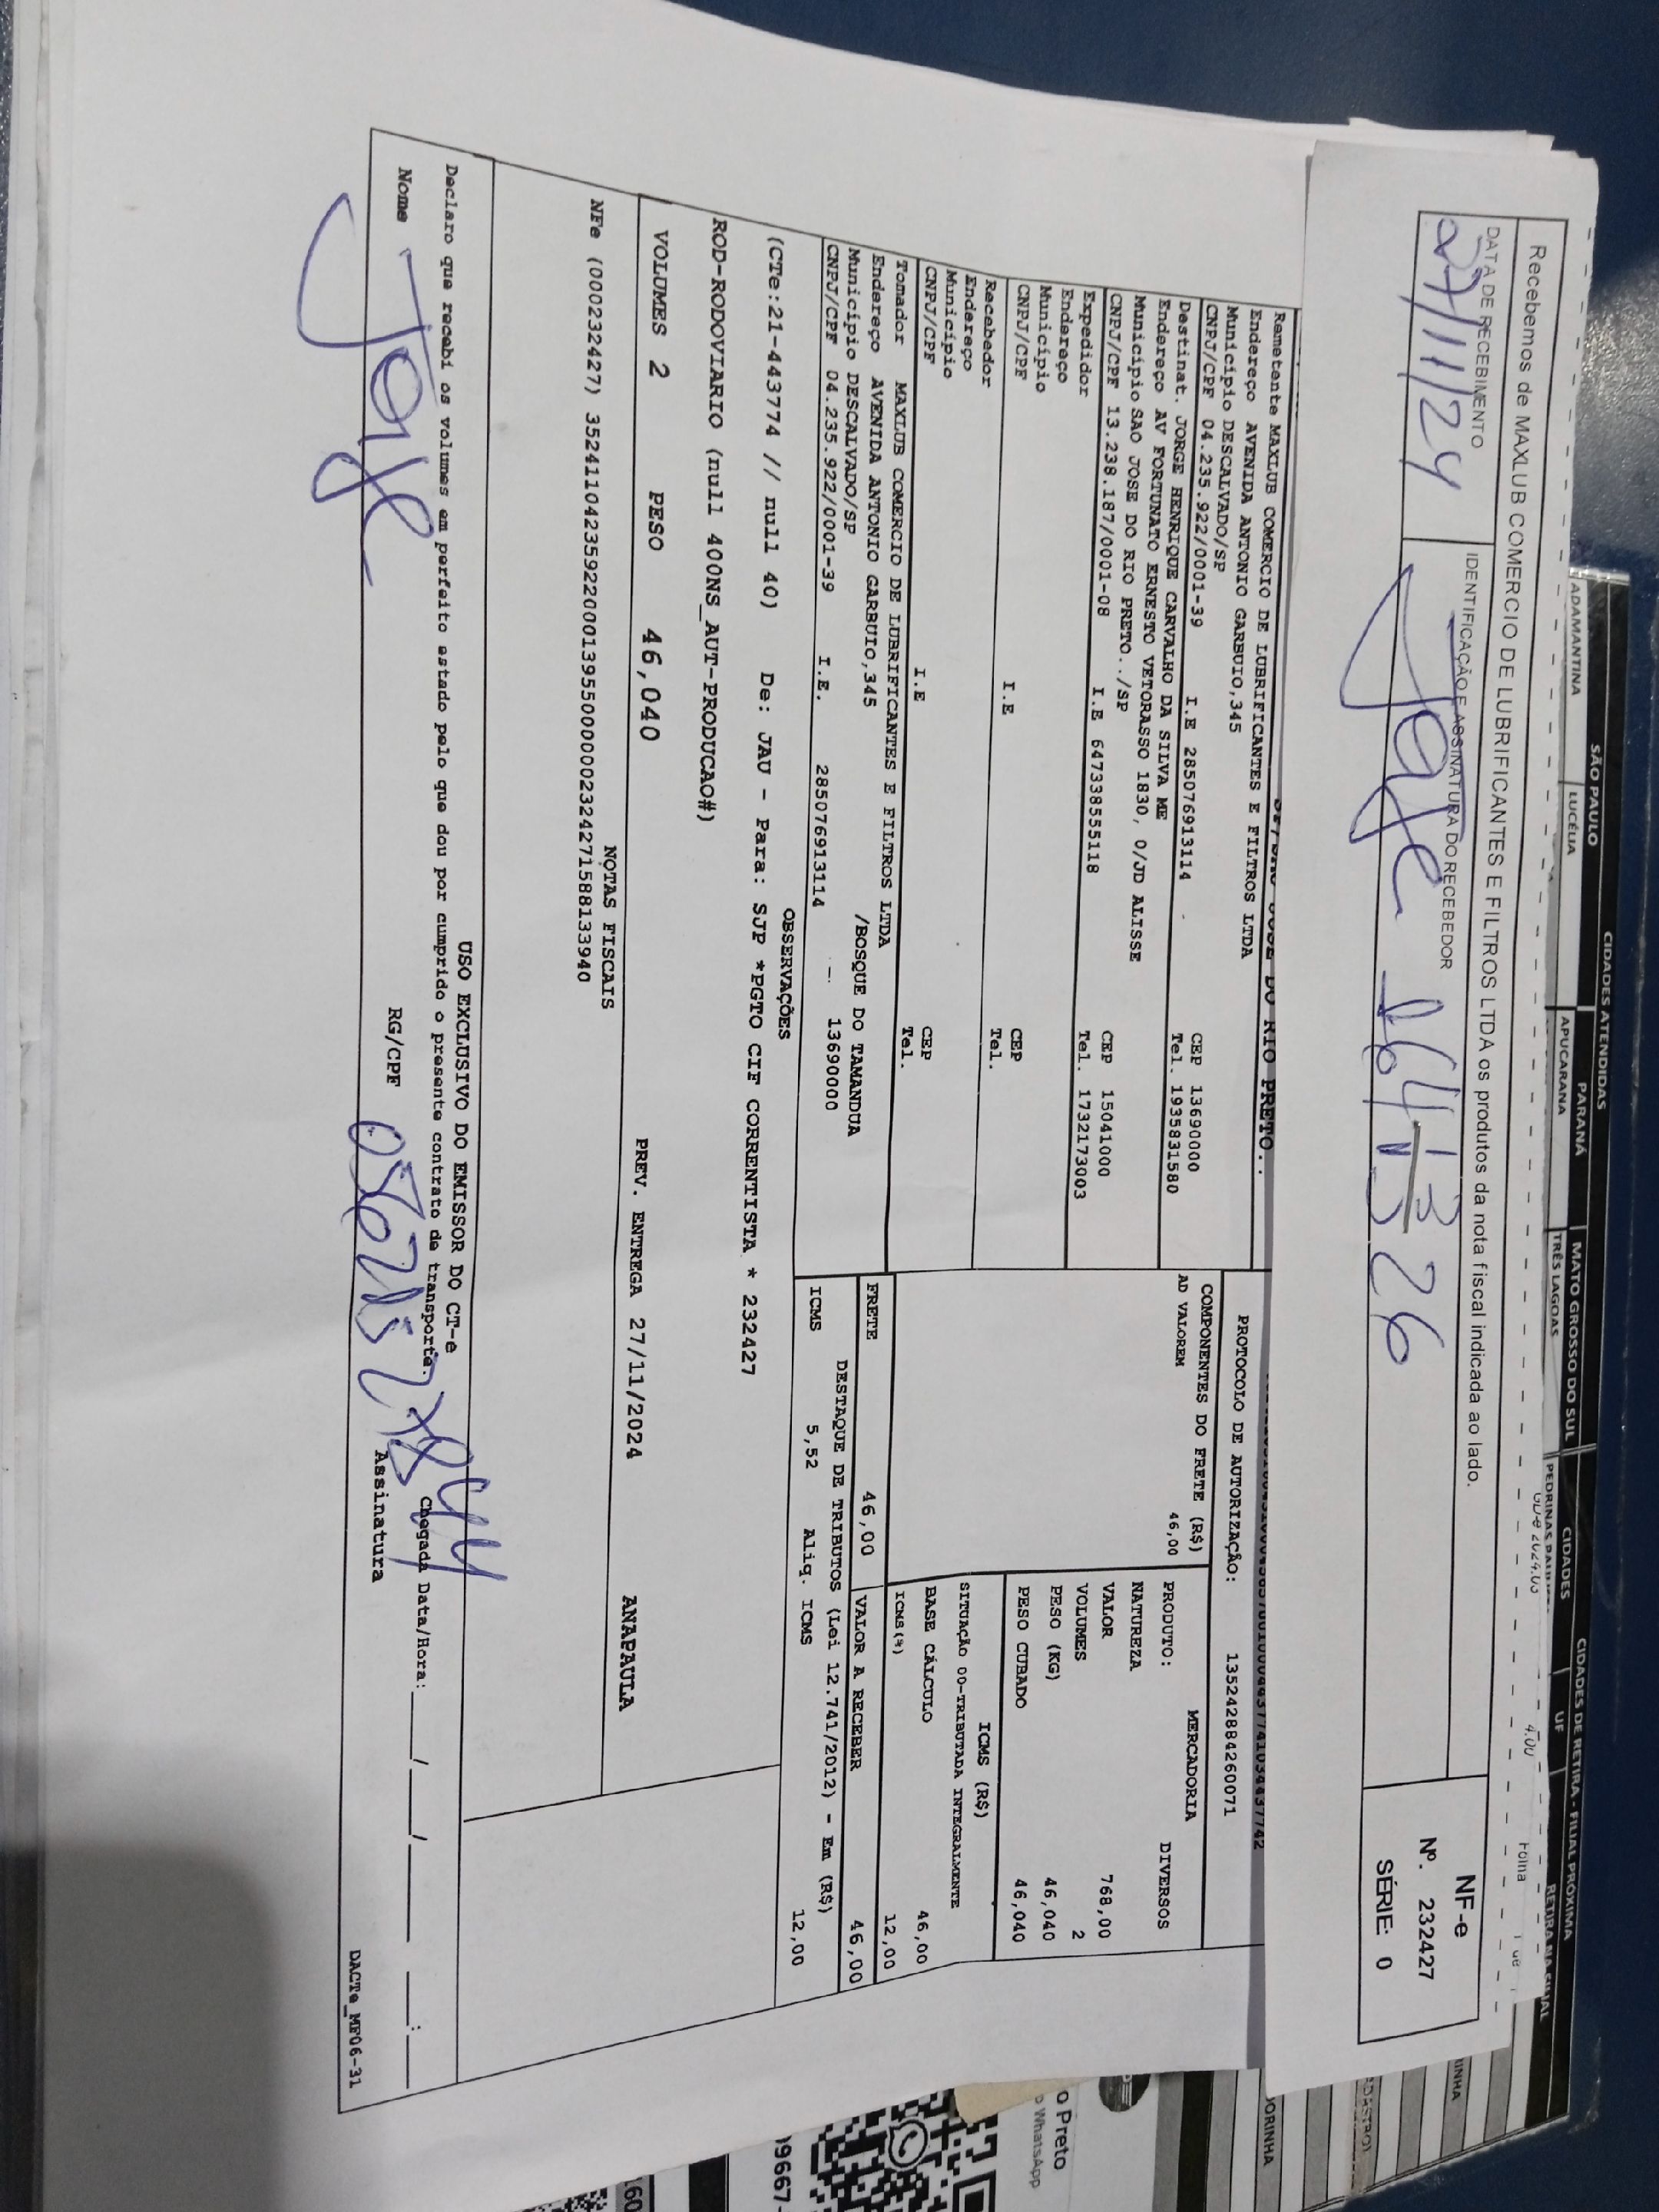 SÃO PAULO
CIDADES ATENDIDAS
PARANÁ
MATO GROSSO DO SUL
CIDADES
CIDADES DE RETIRA - FILIAL PRÓXIMA
UF
ADAMANTINA
LUCÉLIA
APUCARANA
TRÊS LAGOAS
Recebemos de MAXLUB COMERCIO DE LUBRIFICANTES E FILTROS LTDA os produtos da nota fiscal indicada ao lado.
DATA DE RECEBIMENTO
27/11/24
IDENTIFICAÇÃO E ASSINATURA DO RECEBEDOR
Jorge
NF-e
Nº. 232427
SÉRIE: 0
Remetente MAXLUB COMERCIO DE LUBRIFICANTES E FILTROS LTDA
Endereço AVENIDA ANTONIO GARBUIO,345
Município DESCALVADO/SP CEP 13690000
CNPJ/CPF 04.235.922/0001-39 I.E 285076913114 Tel. 1935831580
Destinat. JORGE HENRIQUE CARVALHO DA SILVA ME
Endereço AV FORTUNATO ERNESTO VETORASSO 1830, 0/JD ALISSE
Município SAO JOSE DO RIO PRETO../SP CEP 15041000
CNPJ/CPF 13.238.187/0001-08 I.E 647338555118 Tel. 1732173003
Expedidor
Endereço
Município CEP
CNPJ/CPF I.E Tel.
Recebedor
Endereço
Município CEP
CNPJ/CPF I.E Tel.
Tomador MAXLUB COMERCIO DE LUBRIFICANTES E FILTROS LTDA
Endereço AVENIDA ANTONIO GARBUIO,345 /BOSQUE DO TAMANDUA
Município DESCALVADO/SP 13690000
CNPJ/CPF 04.235.922/0001-39 I.E. 285076913114
PROTOCOLO DE AUTORIZAÇÃO: 135242884260071
COMPONENTES DO FRETE (R$)
AD VALOREM 46,00
MERCADORIA
PRODUTO: DIVERSOS
NATUREZA
VALOR 768,00
VOLUMES 2
PESO (KG) 46,040
PESO CUBADO 46,040
ICMS (R$)
SITUAÇÃO 00-TRIBUTADA INTEGRALMENTE
BASE CÁLCULO 46,00
ICMS(%) 12,00
FRETE 46,00 VALOR A RECEBER 46,00
DESTAQUE DE TRIBUTOS (Lei 12.741/2012) - Em (R$)
ICMS 5,52 Aliq. ICMS 12,00
OBSERVAÇÕES
(CTe:21-443774 // null 40) De: JAU - Para: SJP *PGTO CIF CORRENTISTA * 232427
ROD-RODOVIARIO (null 400NS_AUT-PRODUCAO#)
VOLUMES 2 PESO 46,040 PREV. ENTREGA 27/11/2024 ANAPAULA
NOTAS FISCAIS
NFe (000232427) 35241104235922000139550000002324271588133940
USO EXCLUSIVO DO EMISSOR DO CT-e
Declaro que recebi os volumes em perfeito estado pelo que dou por cumprido o presente contrato de transporte. Chegada Data/Hora:____/____/____ __:__
Nome Jorge RG/CPF Assinatura
DACTe_MF06-31
o Preto
WhatsApp